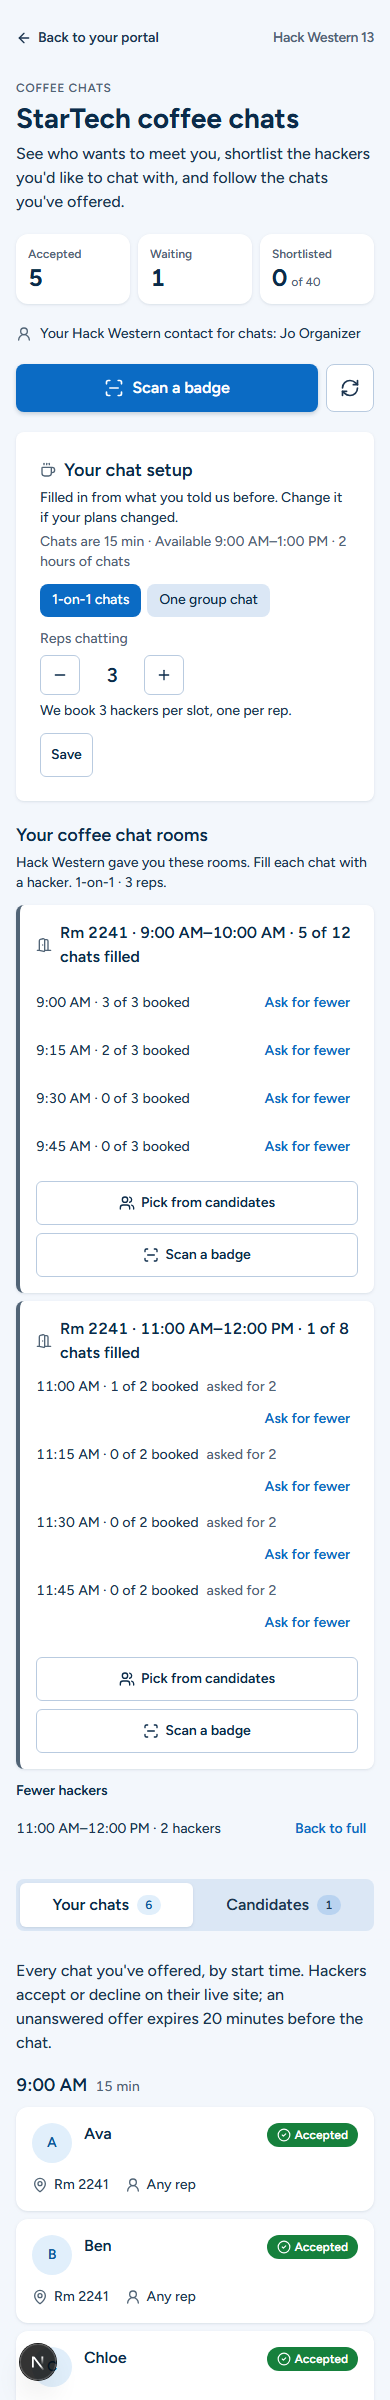 Back to your portal
Hack Western 13
COFFEE CHATS
StarTech coffee chats
See who wants to meet you, shortlist the hackers
you'd like to chat with, and follow the chats
you've offered.
Accepted
5
Waiting
1
Shortlisted
0 of 40
Your Hack Western contact for chats: Jo Organizer
Scan a badge
Your chat setup
Filled in from what you told us before. Change it
if your plans changed.
Chats are 15 min · Available 9:00 AM–1:00 PM · 2
hours of chats
1-on-1 chats
One group chat
Reps chatting
− 3 +
We book 3 hackers per slot, one per rep.
Save
Your coffee chat rooms
Hack Western gave you these rooms. Fill each chat with
a hacker. 1-on-1 · 3 reps.
Rm 2241 · 9:00 AM–10:00 AM · 5 of 12
chats filled
9:00 AM · 3 of 3 booked
Ask for fewer
9:15 AM · 2 of 3 booked
Ask for fewer
9:30 AM · 0 of 3 booked
Ask for fewer
9:45 AM · 0 of 3 booked
Ask for fewer
Pick from candidates
Scan a badge
Rm 2241 · 11:00 AM–12:00 PM · 1 of 8
chats filled
11:00 AM · 1 of 2 booked asked for 2
Ask for fewer
11:15 AM · 0 of 2 booked asked for 2
Ask for fewer
11:30 AM · 0 of 2 booked asked for 2
Ask for fewer
11:45 AM · 0 of 2 booked asked for 2
Ask for fewer
Pick from candidates
Scan a badge
Fewer hackers
11:00 AM–12:00 PM · 2 hackers
Back to full
Your chats 6
Candidates 1
Every chat you've offered, by start time. Hackers
accept or decline on their live site; an
unanswered offer expires 20 minutes before the
chat.
9:00 AM 15 min
A
Ava
Accepted
Rm 2241
Any rep
B
Ben
Accepted
Rm 2241
Any rep
N
Chloe
Accepted